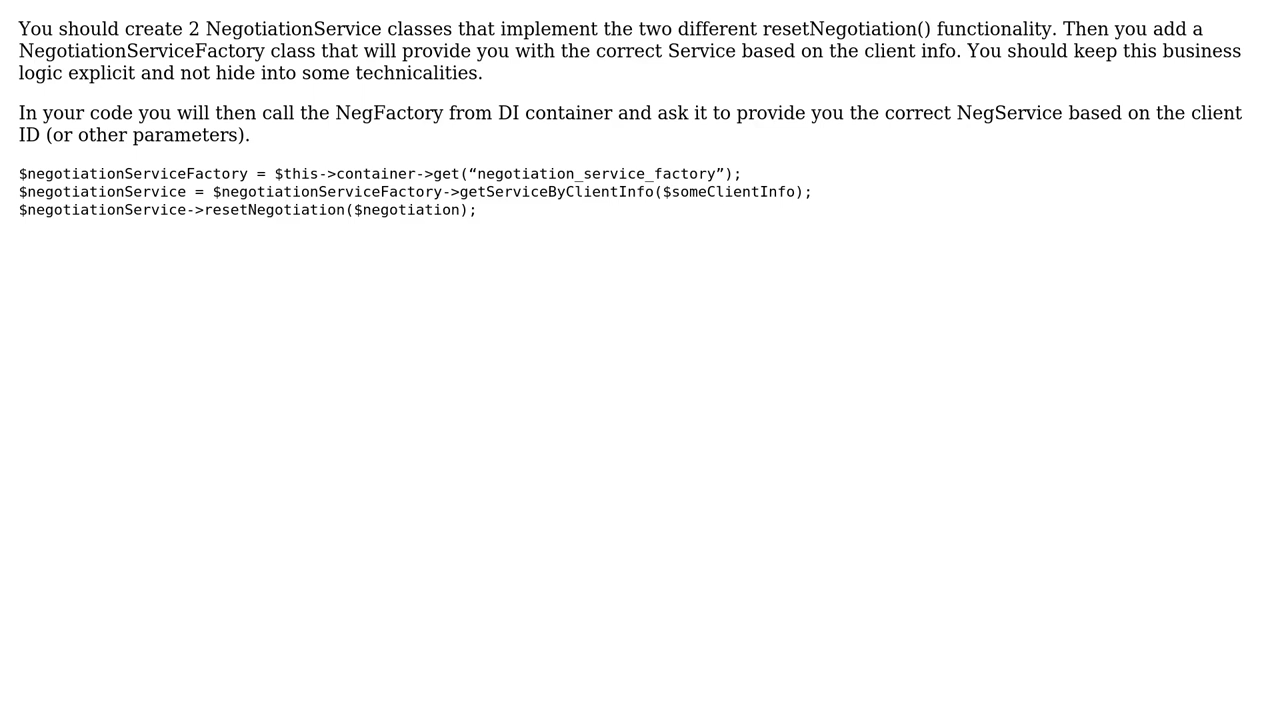 You should create 2 NegotiationService classes that implement the two different resetNegotiation() functionality. Then you add a
NegotiationServiceFactory class that will provide you with the correct Service based on the client info. You should keep this business
logic explicit and not hide into some technicalities.
In your code you will then call the NegFactory from DI container and ask it to provide you the correct NegService based on the client
ID (or other parameters).
$negotiationServiceFactory = $this->container->get(“negotiation_service_factory”);
$negotiationService = $negotiationServiceFactory->getServiceByClientInfo($someClientInfo);
$negotiationService->resetNegotiation($negotiation);